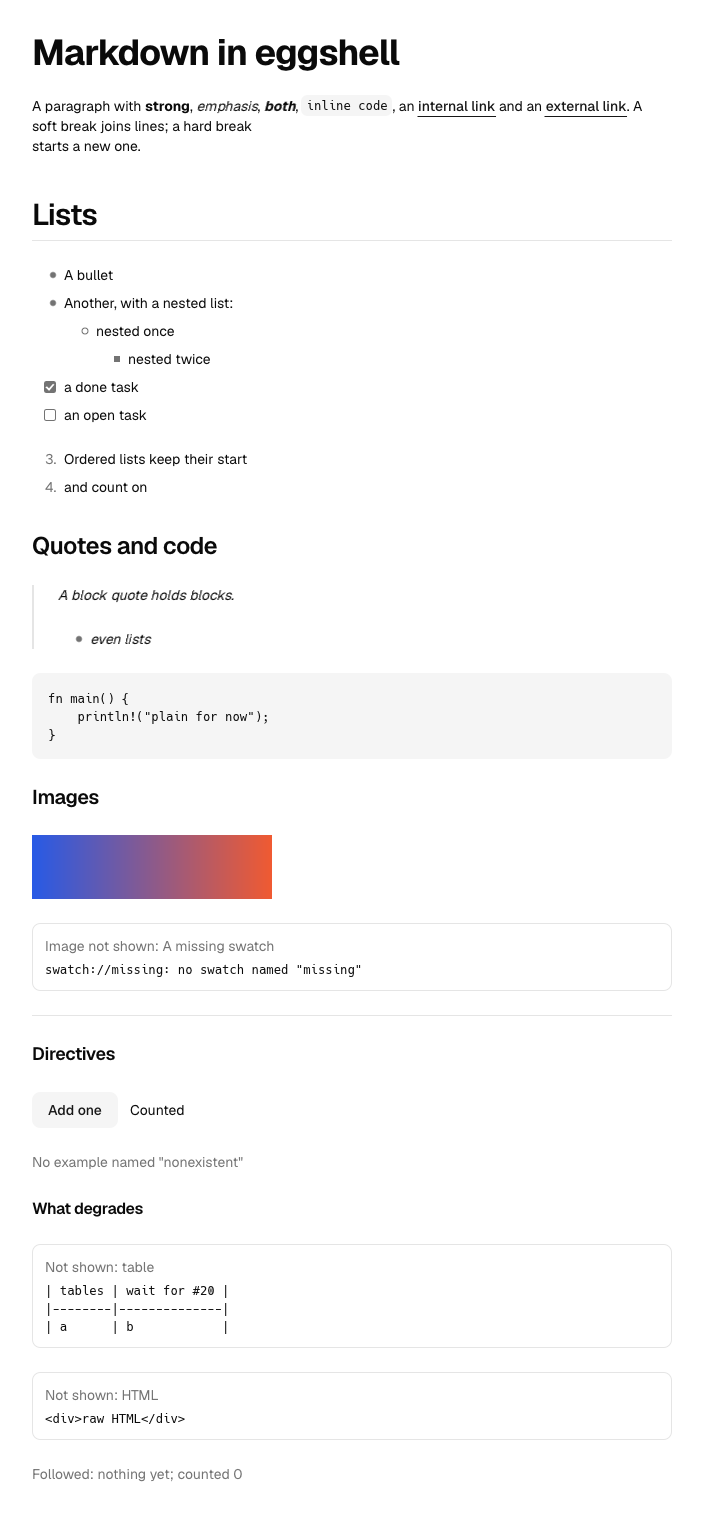 Markdown in eggshell
A paragraph with strong, emphasis, both, inline code, an internal link and an external link. A
soft break joins lines; a hard break
starts a new one.
Lists
A bullet
Another, with a nested list:
nested once
nested twice
a done task
an open task
3. Ordered lists keep their start
4. and count on
Quotes and code
A block quote holds blocks.
even lists
fn main() {
    println!("plain for now");
}
Images
Image not shown: A missing swatch
swatch://missing: no swatch named "missing"
Directives
Add one Counted
No example named "nonexistent"
What degrades
Not shown: table
| tables | wait for #20 |
|--------|--------------|
| a      | b            |
Not shown: HTML
<div>raw HTML</div>
Followed: nothing yet; counted 0